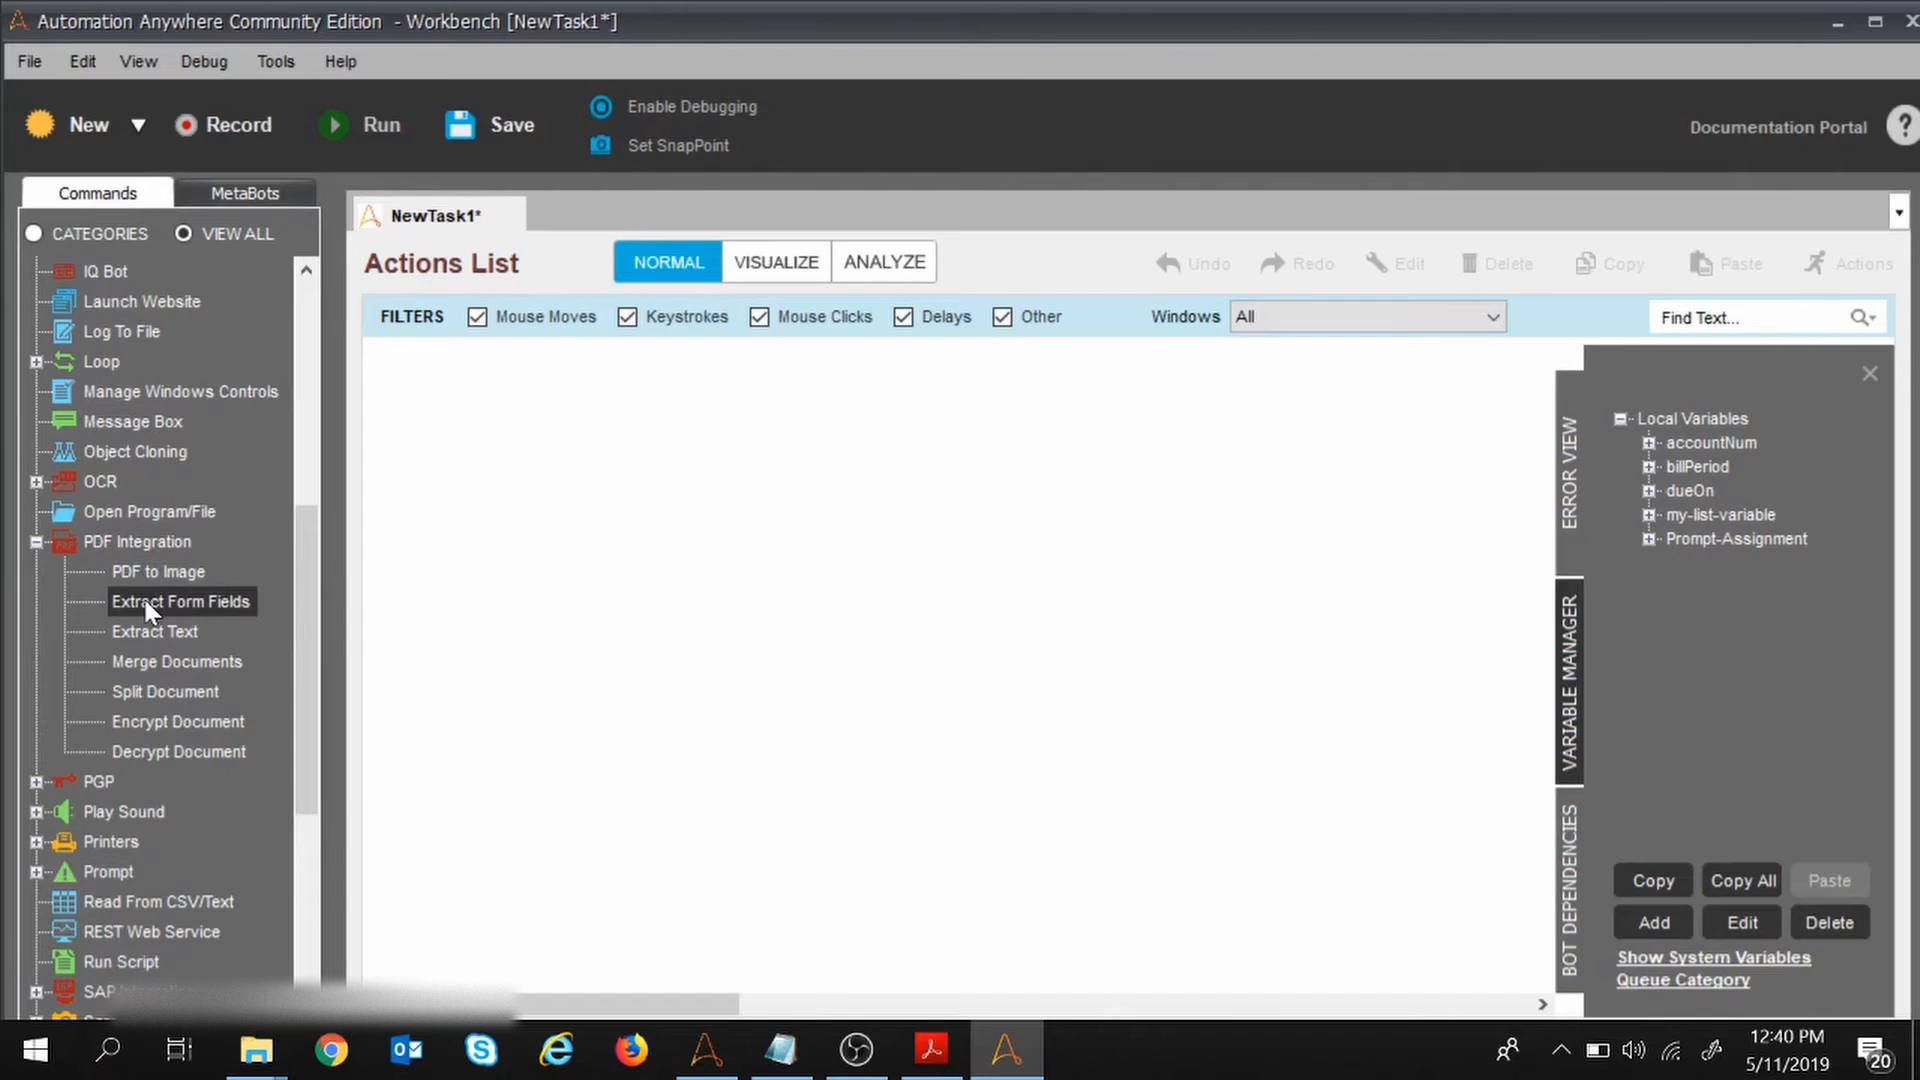 Automation Anywhere Community Edition - Workbench [NewTask1*]
File Edit View Debug Tools Help
New Record Run Save
Enable Debugging
Set SnapPoint
Documentation Portal ?
Commands MetaBots
CATEGORIES VIEW ALL
IQ Bot
Launch Website
Log To File
Loop
Manage Windows Controls
Message Box
Object Cloning
OCR
Open Program/File
PDF Integration
PDF to Image
Extract Form Fields
Extract Text
Merge Documents
Split Document
Encrypt Document
Decrypt Document
PGP
Play Sound
Printers
Prompt
Read From CSV/Text
REST Web Service
Run Script
SAP
NewTask1*
Actions List
NORMAL VISUALIZE ANALYZE
Undo Redo Edit Delete Copy Paste Actions
FILTERS Mouse Moves Keystrokes Mouse Clicks Delays Other Windows All Find Text...
ERROR VIEW
VARIABLE MANAGER
BOT DEPENDENCIES
Local Variables
accountNum
billPeriod
dueOn
my-list-variable
Prompt-Assignment
Copy Copy All Paste
Add Edit Delete
Show System Variables
Queue Category
12:40 PM
5/11/2019
20